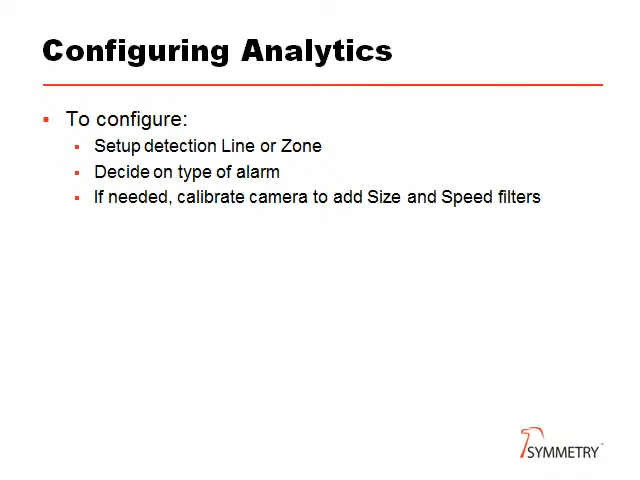 Configuring Analytics
To configure:
Setup detection Line or Zone
Decide on type of alarm
If needed, calibrate camera to add Size and Speed filters
SYMMETRY™